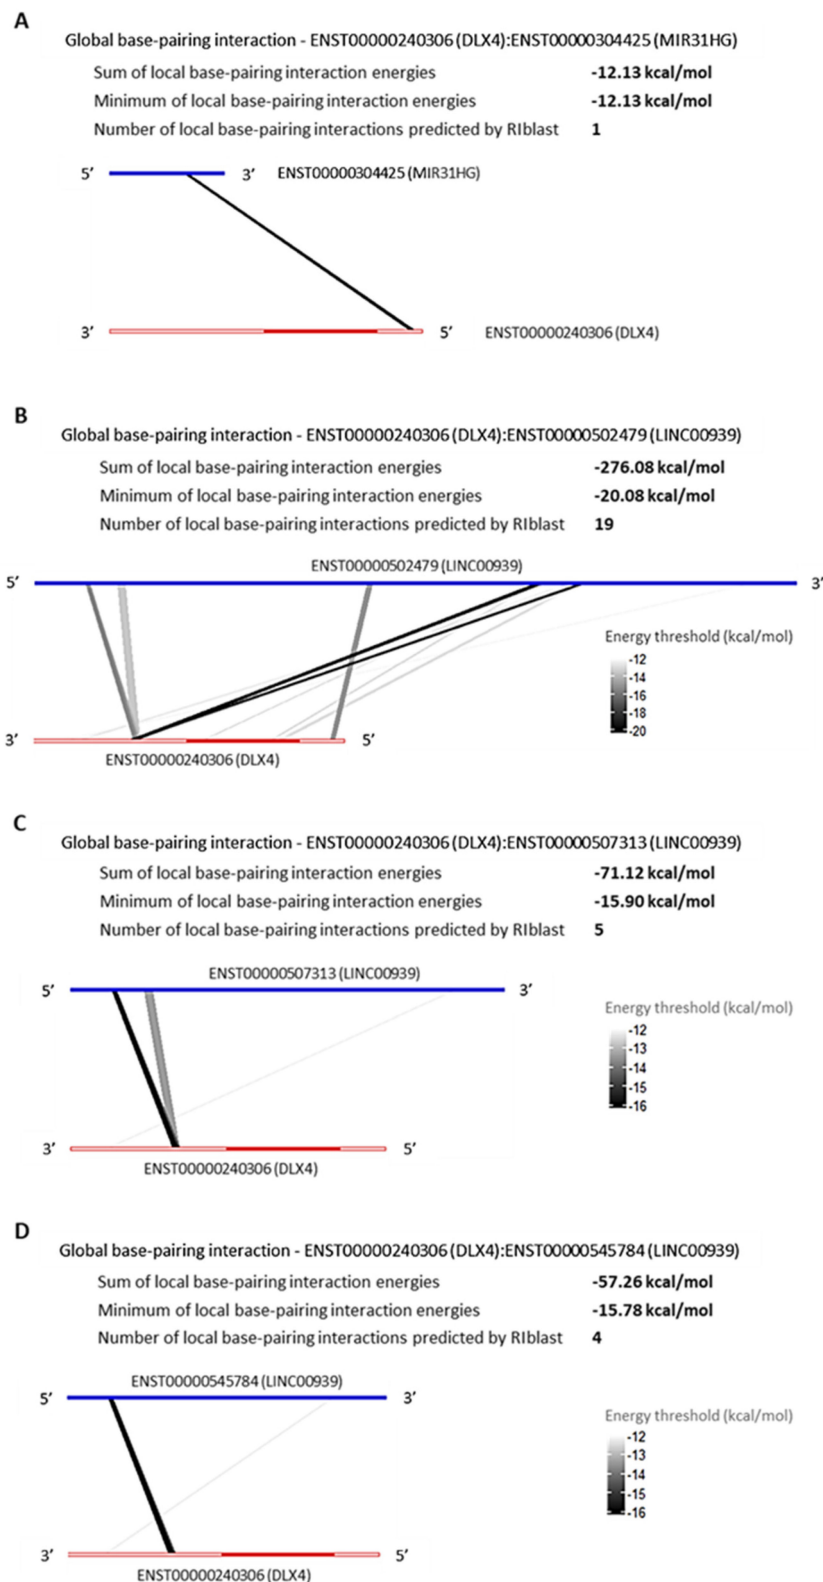 A
Global base-pairing interaction - ENST00000240306 (DLX4):ENST00000304425 (MIR31HG)
Sum of local base-pairing interaction energies -12.13 kcal/mol
Minimum of local base-pairing interaction energies -12.13 kcal/mol
Number of local base-pairing interactions predicted by RIblast 1
5’ 3’ ENST00000304425 (MIR31HG)
3’ 5’ ENST00000240306 (DLX4)
B
Global base-pairing interaction - ENST00000240306 (DLX4):ENST00000502479 (LINC00939)
Sum of local base-pairing interaction energies -276.08 kcal/mol
Minimum of local base-pairing interaction energies -20.08 kcal/mol
Number of local base-pairing interactions predicted by RIblast 19
ENST00000502479 (LINC00939)
5’ 3’
Energy threshold (kcal/mol)
-12
-14
-16
-18
-20
3’ 5’
ENST00000240306 (DLX4)
C
Global base-pairing interaction - ENST00000240306 (DLX4):ENST00000507313 (LINC00939)
Sum of local base-pairing interaction energies -71.12 kcal/mol
Minimum of local base-pairing interaction energies -15.90 kcal/mol
Number of local base-pairing interactions predicted by RIblast 5
ENST00000507313 (LINC00939)
5’ 3’
Energy threshold (kcal/mol)
-12
-13
-14
-15
-16
3’ 5’
ENST00000240306 (DLX4)
D
Global base-pairing interaction - ENST00000240306 (DLX4):ENST00000545784 (LINC00939)
Sum of local base-pairing interaction energies -57.26 kcal/mol
Minimum of local base-pairing interaction energies -15.78 kcal/mol
Number of local base-pairing interactions predicted by RIblast 4
ENST00000545784 (LINC00939)
5’ 3’
Energy threshold (kcal/mol)
-12
-13
-14
-15
-16
3’ 5’
ENST00000240306 (DLX4)